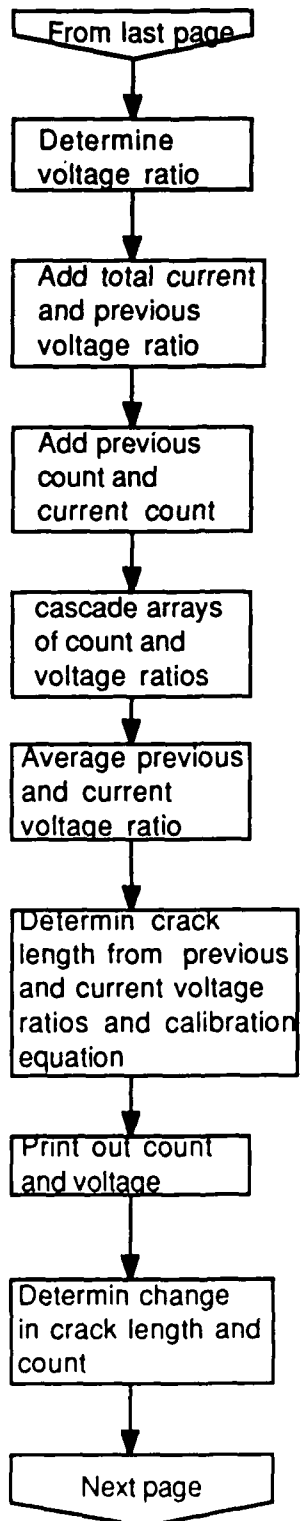 From last page
Determine
voltage ratio
Add total current
and previous
voltage ratio
Add previous
count and
current count
cascade arrays
of count and
voltage ratios
Average previous
and current
voltage ratio
Determin crack
length from previous
and current voltage
ratios and calibration
equation
Print out count
and voltage
Determin change
in crack length and
count
Next page